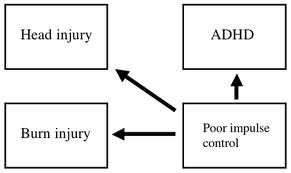 Head injury
ADHD
Burn injury
Poor impulse
control